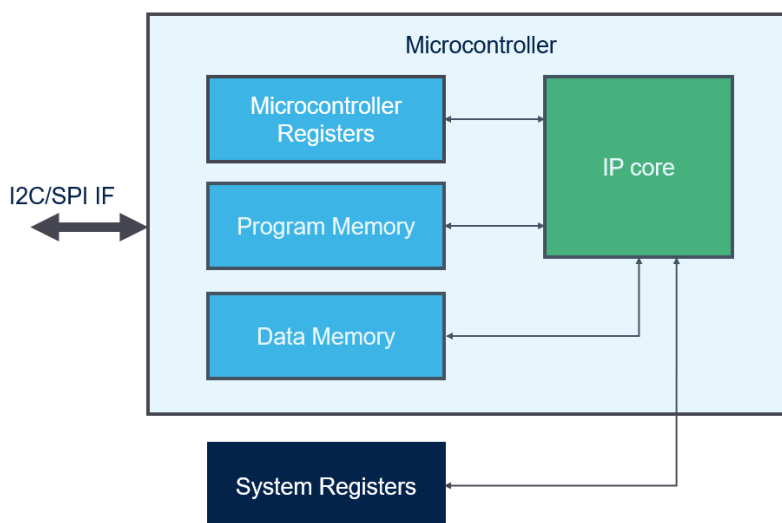 Microcontroller
Microcontroller
Registers
IP core
I2C/SPI IF
Program Memory
Data Memory
System Registers